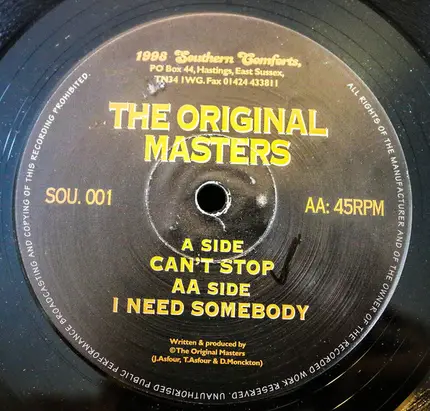 1998 Southern Comforts,
PO Box 44, Hastings, East Sussex,
TN34 1WG. Fax 01424 433811
THE ORIGINAL
MASTERS
SOU. 001
AA: 45RPM
A SIDE
CAN'T STOP
AA SIDE
I NEED SOMEBODY
Written & produced by
©The Original Masters
(J.Asfour, T.Asfour & D.Monckton)
ALL RIGHTS OF THE MANUFACTURER AND OF THE OWNER OF THE RECORDED WORK RESERVED. UNAUTHORISED PUBLIC PERFORMANCE BROADCASTING AND COPYING OF THIS RECORDING PROHIBITED.